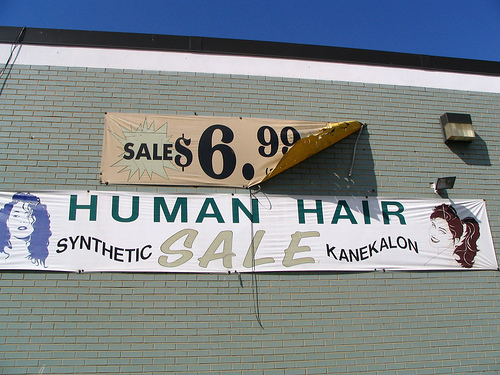 SALE $6.99
HUMAN HAIR
SYNTHETIC SALE KANEKALON